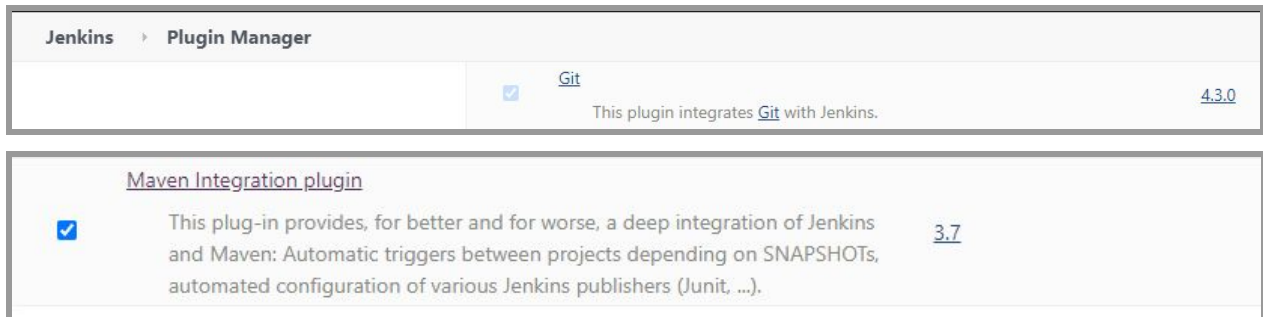 Jenkins Plugin Manager
Git
This plugin integrates Git with Jenkins.
4.3.0
Maven Integration plugin
This plug-in provides, for better and for worse, a deep integration of Jenkins
and Maven: Automatic triggers between projects depending on SNAPSHOTs,
automated configuration of various Jenkins publishers (Junit, ...).
3.7